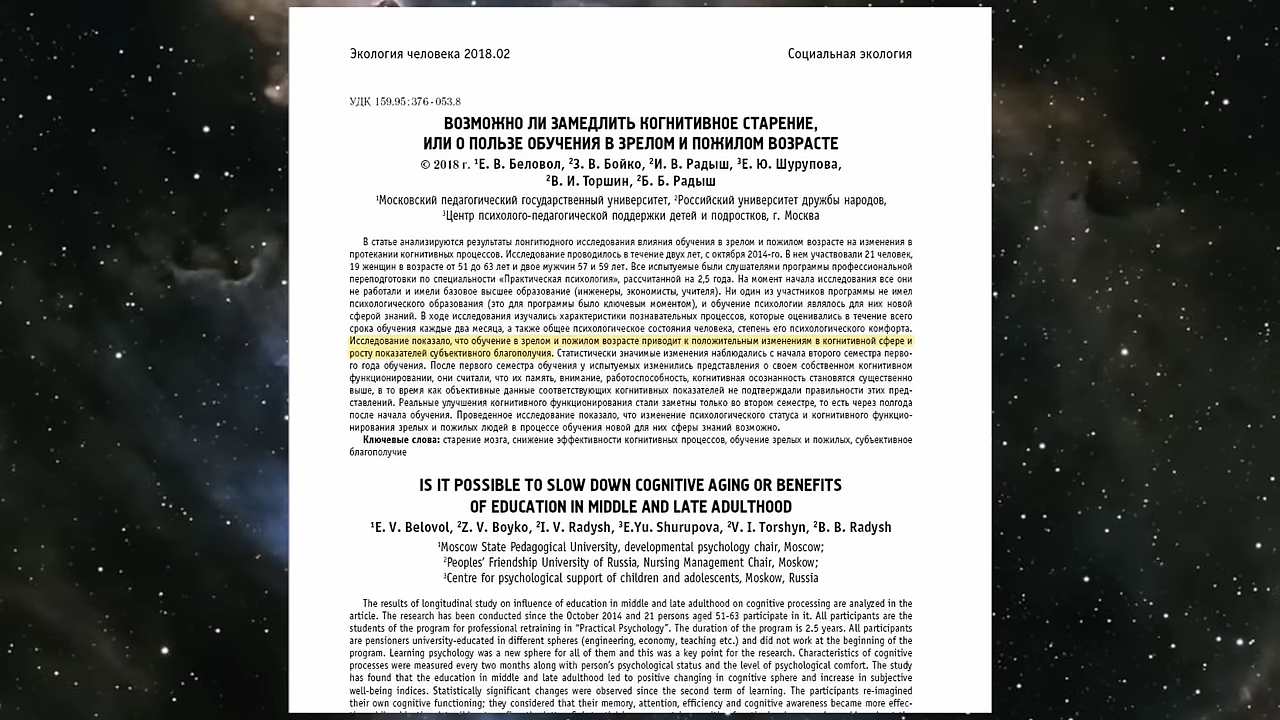 Экология человека 2018.02
Социальная экология
УДК 159.95:376-053.8
ВОЗМОЖНО ЛИ ЗАМЕДЛИТЬ КОГНИТИВНОЕ СТАРЕНИЕ,
ИЛИ О ПОЛЬЗЕ ОБУЧЕНИЯ В ЗРЕЛОМ И ПОЖИЛОМ ВОЗРАСТЕ
© 2018 г. ¹Е. В. Беловол, ²З. В. Бойко, ²И. В. Радыш, ³Е. Ю. Шурупова,
²В. И. Торшин, ²Б. Б. Радыш
¹Московский педагогический государственный университет, ²Российский университет дружбы народов,
³Центр психолого-педагогической поддержки детей и подростков, г. Москва
В статье анализируются результаты лонгитюдного исследования влияния обучения в зрелом и пожилом возрасте на изменения в
протекании когнитивных процессов. Исследование проводилось в течение двух лет, с октября 2014-го. В нем участвовали 21 человек,
19 женщин в возрасте от 51 до 63 лет и двое мужчин 57 и 59 лет. Все испытуемые были слушателями программы профессиональной
переподготовки по специальности «Практическая психология», рассчитанной на 2,5 года. На момент начала исследования все они
не работали и имели базовое высшее образование (инженеры, экономисты, учителя). Ни один из участников программы не имел
психологического образования (это для программы было ключевым моментом), и обучение психологии являлось для них новой
сферой знаний. В ходе исследования изучались характеристики познавательных процессов, которые оценивались в течение всего
срока обучения каждые два месяца, а также общее психологическое состояния человека, степень его психологического комфорта.
Исследование показало, что обучение в зрелом и пожилом возрасте приводит к положительным изменениям в когнитивной сфере и
росту показателей субъективного благополучия. Статистически значимые изменения наблюдались с начала второго семестра перво-
го года обучения. После первого семестра обучения у испытуемых изменились представления о своем собственном когнитивном
функционировании, они считали, что их память, внимание, работоспособность, когнитивная осознанность становятся существенно
выше, в то время как объективные данные соответствующих когнитивных показателей не подтверждали правильности этих пред-
ставлений. Реальные улучшения когнитивного функционирования стали заметны только во втором семестре, то есть через полгода
после начала обучения. Проведенное исследование показало, что изменение психологического статуса и когнитивного функцио-
нирования зрелых и пожилых людей в процессе обучения новой для них сферы знаний возможно.
Ключевые слова: старение мозга, снижение эффективности когнитивных процессов, обучение зрелых и пожилых, субъективное
благополучие
IS IT POSSIBLE TO SLOW DOWN COGNITIVE AGING OR BENEFITS
OF EDUCATION IN MIDDLE AND LATE ADULTHOOD
¹E. V. Belovol, ²Z. V. Boyko, ²I. V. Radysh, ³E.Yu. Shurupova, ²V. I. Torshyn, ²B. B. Radysh
¹Moscow State Pedagogical University, developmental psychology chair, Moscow;
²Peoples' Friendship University of Russia, Nursing Management Chair, Moskow;
³Centre for psychological support of children and adolescents, Moskow, Russia
The results of longitudinal study on influence of education in middle and late adulthood on cognitive processing are analyzed in the
article. The research has been conducted since the October 2014 and 21 persons aged 51-63 participate in it. All participants are the
students of the program for professional retraining in "Practical Psychology". The duration of the program is 2.5 years. All participants
are pensioners university-educated in different spheres (engineering, economy, teaching etc.) and did not work at the beginning of the
program. Learning psychology was a new sphere for all of them and this was a key point for the research. Characteristics of cognitive
processes were measured every two months along with person's psychological status and the level of psychological comfort. The study
has found that the education in middle and late adulthood led to positive changing in cognitive sphere and increase in subjective
well-being indices. Statistically significant changes were observed since the second term of learning. The participants re-imagined
their own cognitive functioning; they considered that their memory, attention, efficiency and cognitive awareness became more effec-